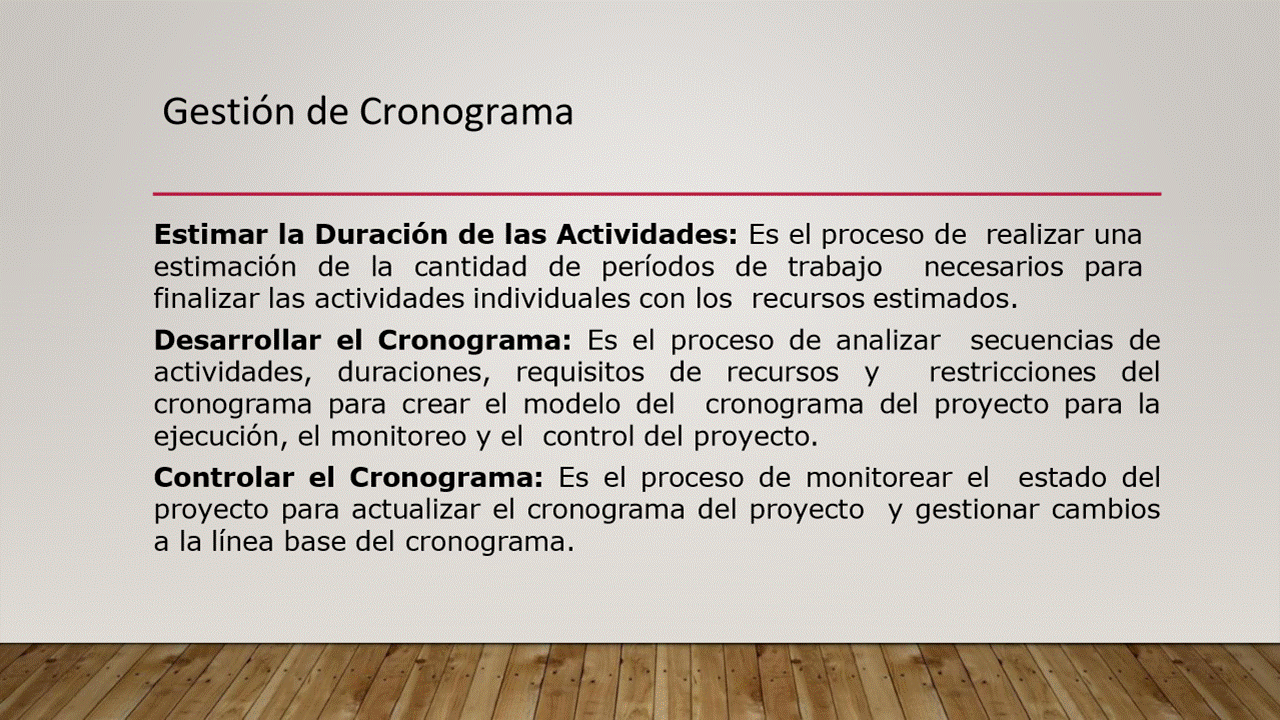 Gestión de Cronograma
Estimar la Duración de las Actividades: Es el proceso de realizar una
estimación de la cantidad de períodos de trabajo necesarios para
finalizar las actividades individuales con los recursos estimados.
Desarrollar el Cronograma: Es el proceso de analizar secuencias de
actividades, duraciones, requisitos de recursos y restricciones del
cronograma para crear el modelo del cronograma del proyecto para la
ejecución, el monitoreo y el control del proyecto.
Controlar el Cronograma: Es el proceso de monitorear el estado del
proyecto para actualizar el cronograma del proyecto y gestionar cambios
a la línea base del cronograma.